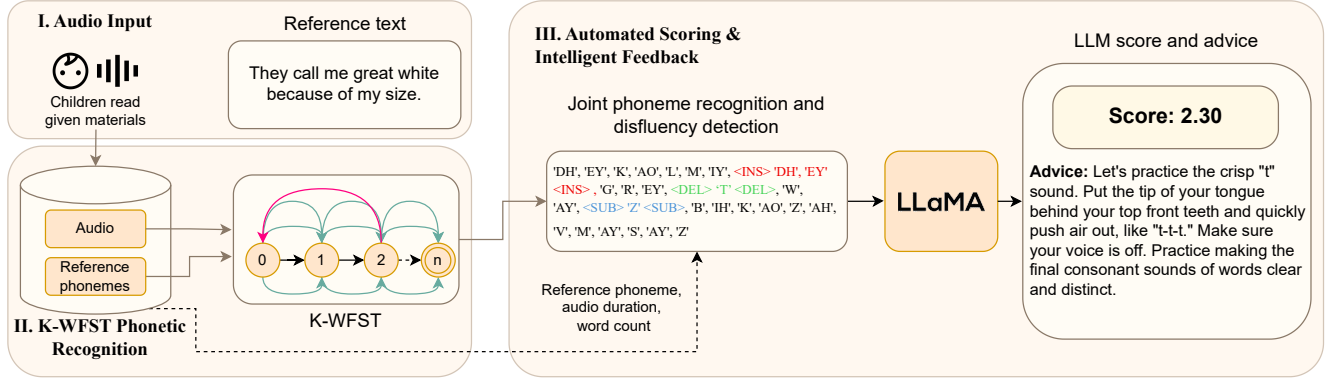 I. Audio Input
Reference text
Children read
given materials
They call me great white
because of my size.
Audio
Reference
phonemes
0
1
2
n
K-WFST
II. K-WFST Phonetic
Recognition
III. Automated Scoring &
Intelligent Feedback
Joint phoneme recognition and
disfluency detection
'DH', 'EY', 'K', 'AO', 'L', 'M', 'IY', <INS> 'DH', 'EY'
<INS> , 'G', 'R', 'EY', <DEL> ‘T’ <DEL>, 'W',
'AY', <SUB> 'Z' <SUB>, 'B', 'IH', 'K', 'AO', 'Z', 'AH',
'V', 'M', 'AY', 'S', 'AY', 'Z'
Reference phoneme,
audio duration,
word count
LLaMA
LLM score and advice
Score: 2.30
Advice: Let's practice the crisp "t"
sound. Put the tip of your tongue
behind your top front teeth and quickly
push air out, like "t-t-t." Make sure
your voice is off. Practice making the
final consonant sounds of words clear
and distinct.